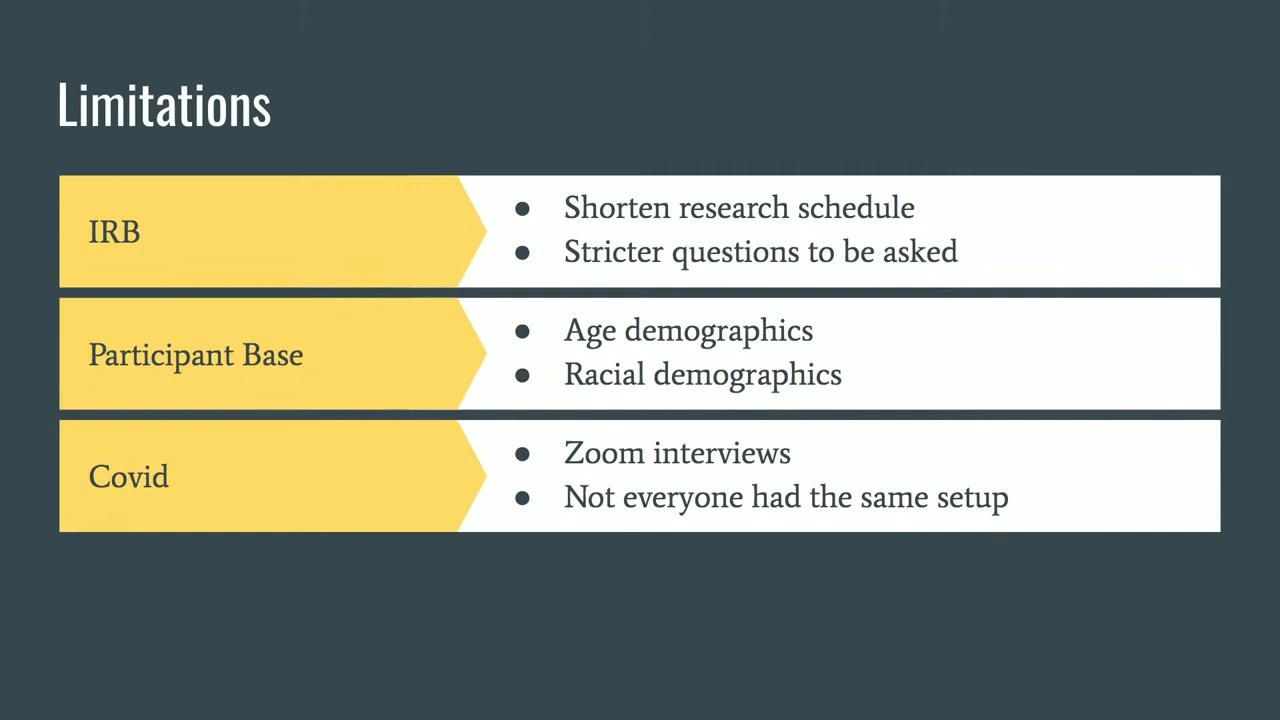 Limitations
IRB
● Shorten research schedule
● Stricter questions to be asked
Participant Base
● Age demographics
● Racial demographics
Covid
● Zoom interviews
● Not everyone had the same setup